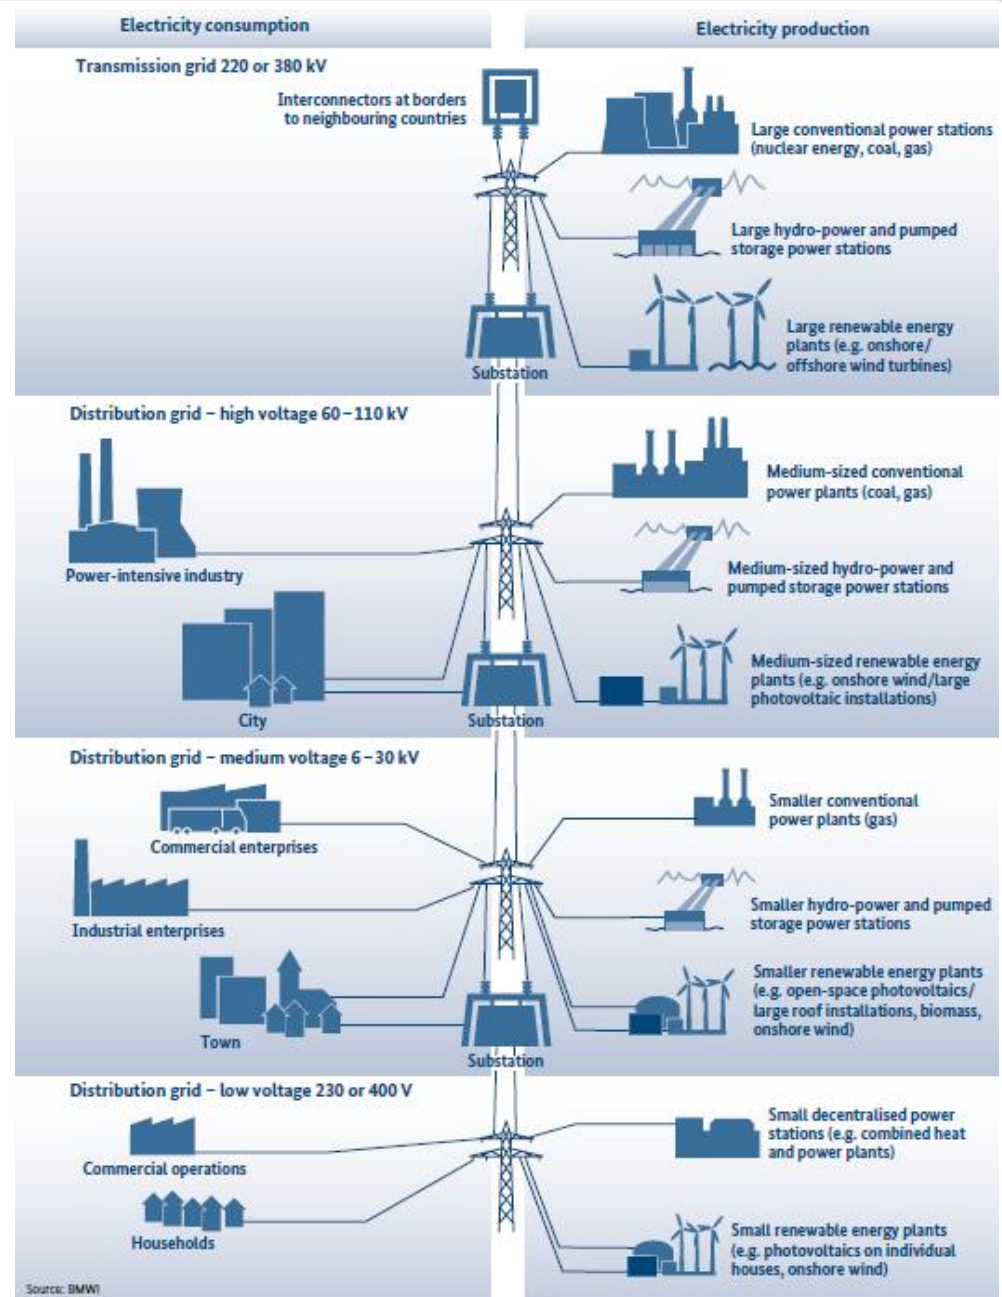 Electricity consumption
Electricity production
Transmission grid 220 or 380 kV
Interconnectors at borders
to neighbouring countries
Large conventional power stations
(nuclear energy, coal, gas)
Large hydro-power and pumped
storage power stations
Large renewable energy
plants (e.g. onshore/
offshore wind turbines)
Substation
Distribution grid – high voltage 60–110 kV
Power-intensive industry
City
Medium-sized conventional
power plants (coal, gas)
Medium-sized hydro-power and
pumped storage power stations
Medium-sized renewable energy
plants (e.g. onshore wind/large
photovoltaic installations)
Substation
Distribution grid – medium voltage 6–30 kV
Commercial enterprises
Industrial enterprises
Town
Smaller conventional
power plants (gas)
Smaller hydro-power and pumped
storage power stations
Smaller renewable energy plants
(e.g. open-space photovoltaics/
large roof installations, biomass,
onshore wind)
Substation
Distribution grid – low voltage 230 or 400 V
Commercial operations
Households
Small decentralised power
stations (e.g. combined heat
and power plants)
Small renewable energy plants
(e.g. photovoltaics on individual
houses, onshore wind)
Source: BMWI